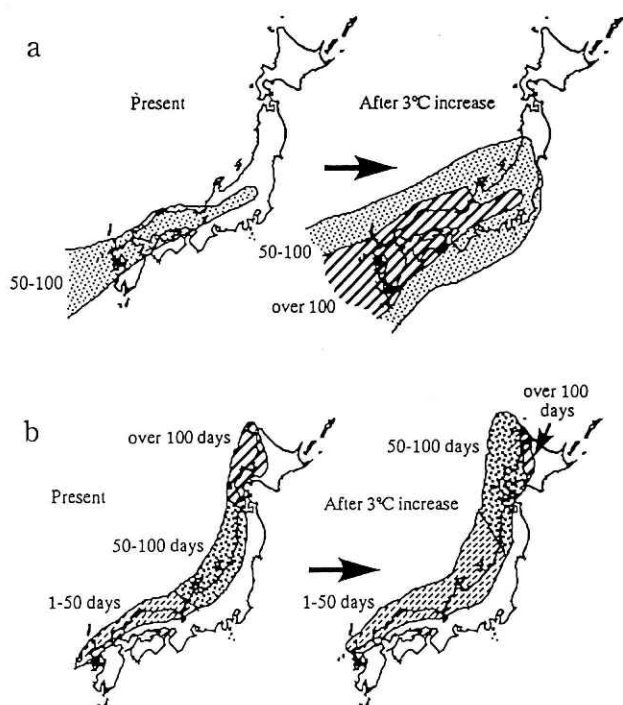 a
Present
After 3°C increase
50-100
50-100
over 100
b
over 100 days
over 100
days
50-100 days
Present
After 3°C increase
50-100 days
1-50 days
1-50 days